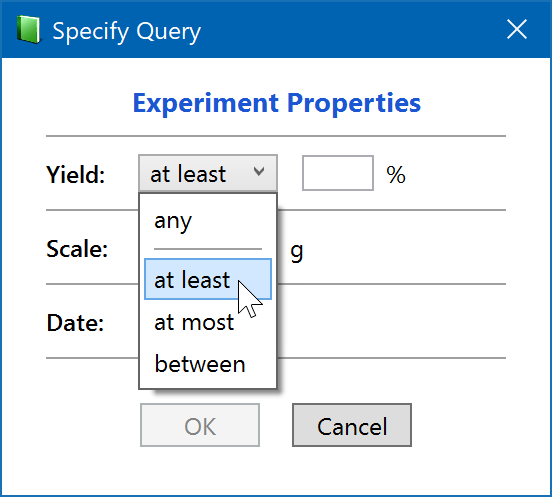 Specify Query
Experiment Properties
Yield: at least %
any
Scale: g
at least
Date: at most
between
OK Cancel